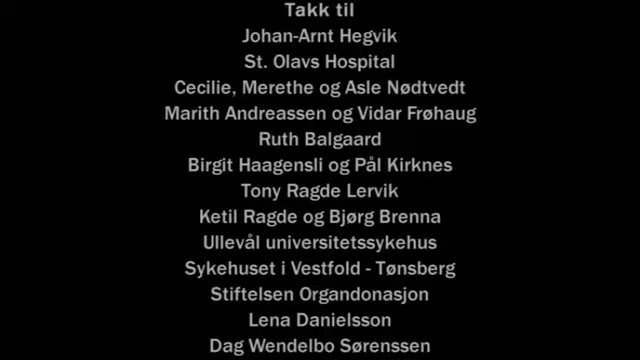 Takk til
Johan-Arnt Hegvik
St. Olavs Hospital
Cecilie, Merethe og Asle Nødtvedt
Marith Andreassen og Vidar Frøhaug
Ruth Balgaard
Birgit Haagensli og Pål Kirknes
Tony Ragde Lervik
Ketil Ragde og Bjørg Brenna
Ullevål universitetssykehus
Sykehuset i Vestfold - Tønsberg
Stiftelsen Organdonasjon
Lena Danielsson
Dag Wendelbo Sørenssen